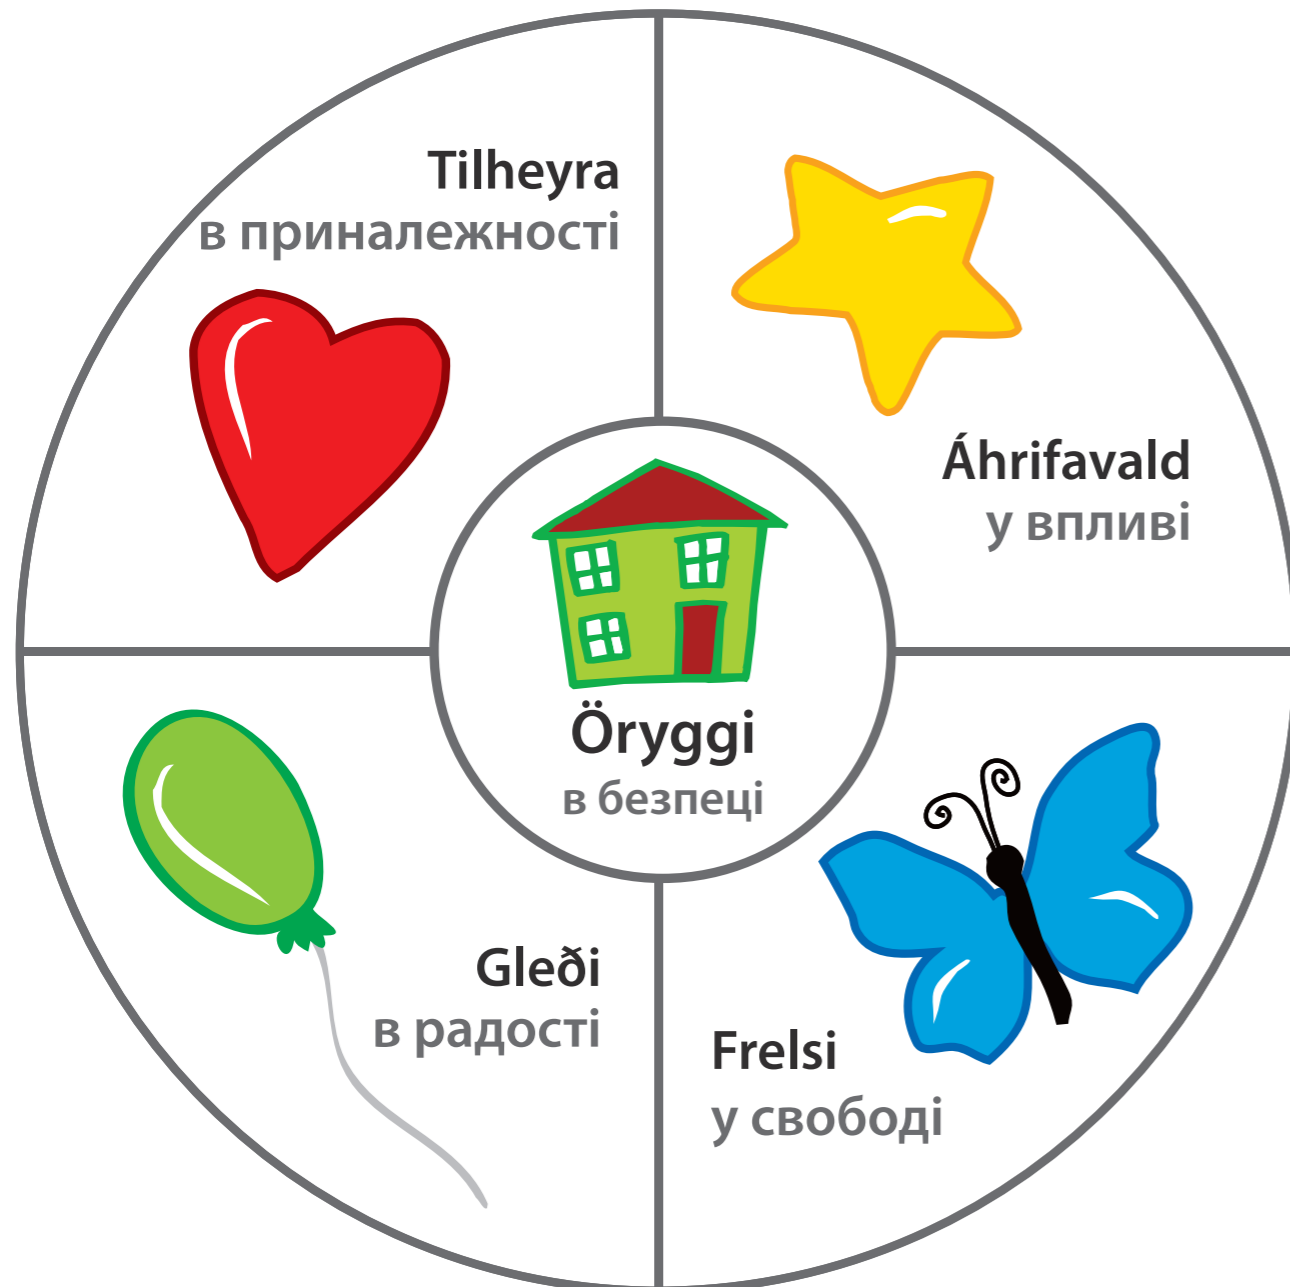 Tilheyra
в приналежності
Áhrifavald
у впливі
Öryggi
в безпеці
Gleði
в радості
Frelsi
у свободі